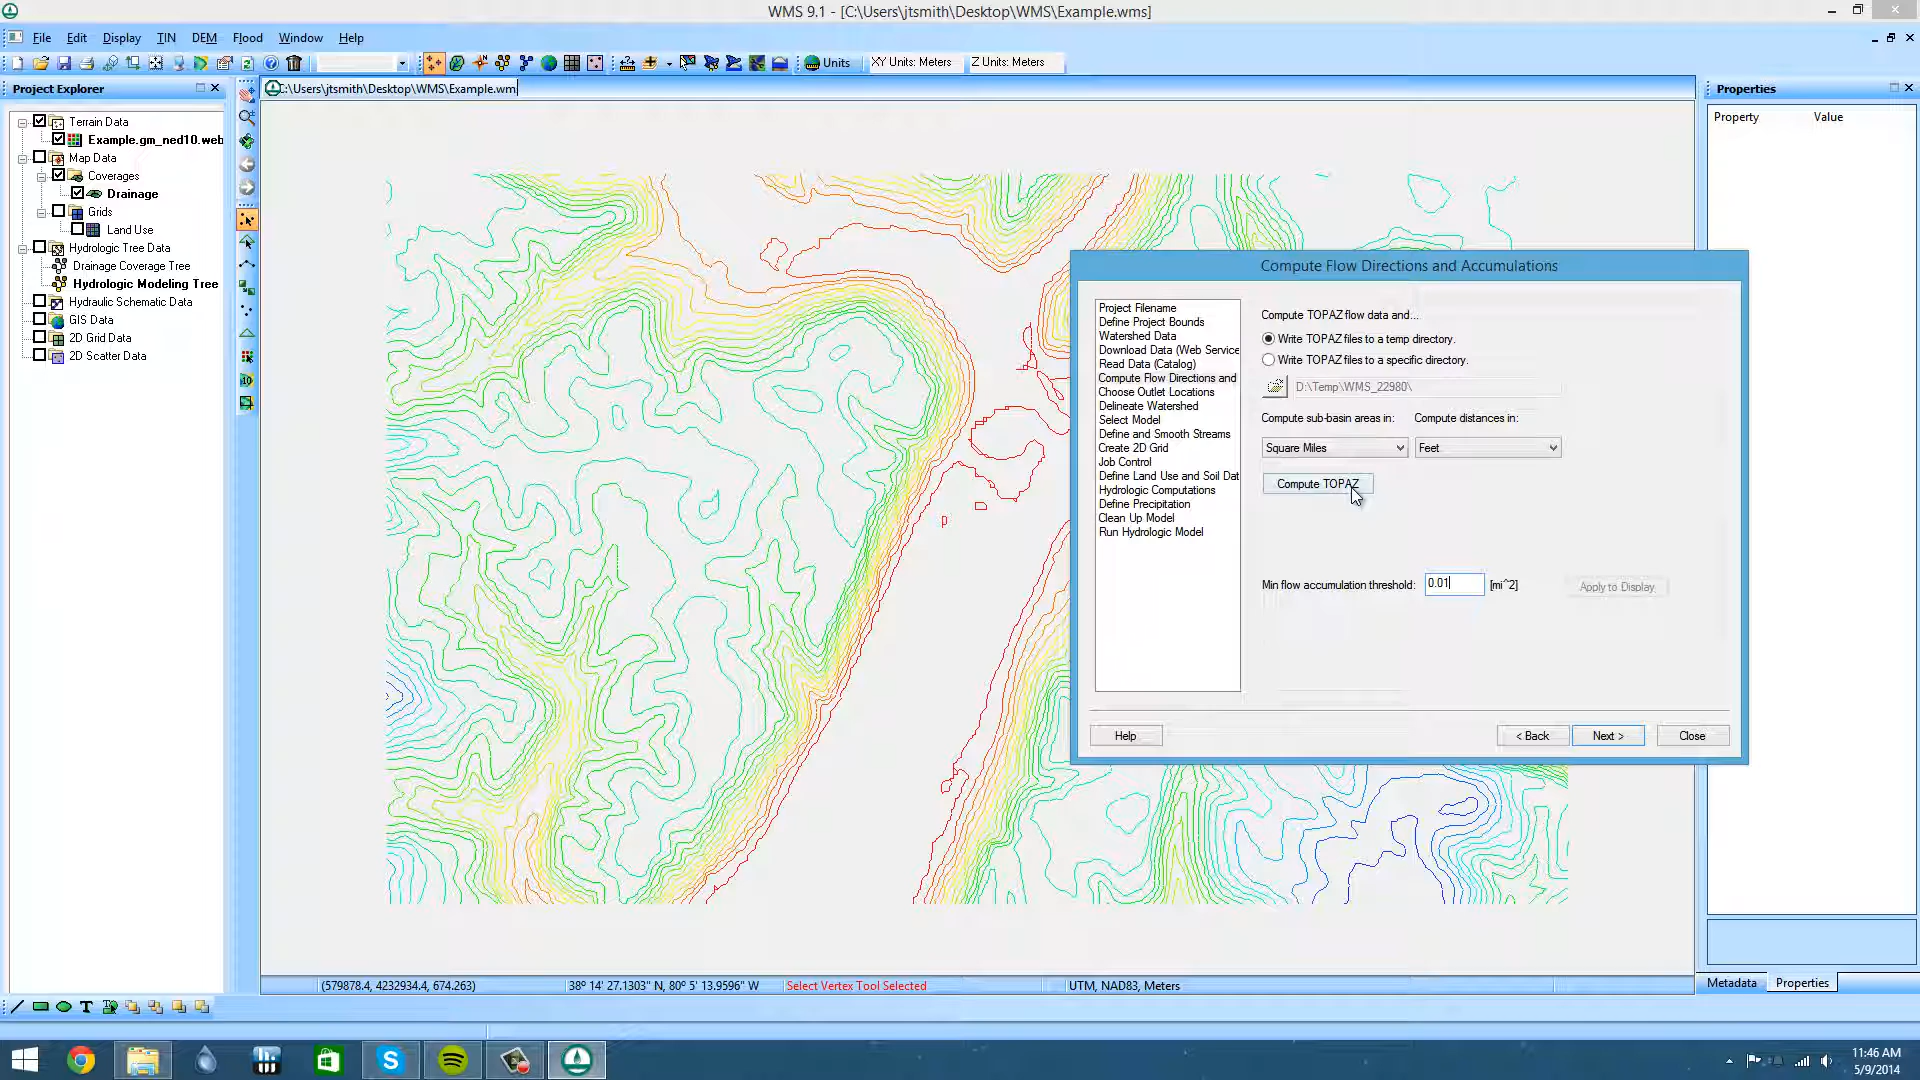 WMS 9.1 - [C:\Users\jtsmith\Desktop\WMS\Example.wms]
File Edit Display TIN DEM Flood Window Help
Units XY Units: Meters Z Units: Meters
Project Explorer
C:\Users\jtsmith\Desktop\WMS\Example.wm
Properties
Terrain Data
Example.gm_ned10.web
Map Data
Coverages
Drainage
Grids
Land Use
Hydrologic Tree Data
Drainage Coverage Tree
Hydrologic Modeling Tree
Hydraulic Schematic Data
GIS Data
2D Grid Data
2D Scatter Data
Property Value
Compute Flow Directions and Accumulations
Project Filename
Define Project Bounds
Watershed Data
Download Data (Web Service
Read Data (Catalog)
Compute Flow Directions and
Choose Outlet Locations
Delineate Watershed
Select Model
Define and Smooth Streams
Create 2D Grid
Job Control
Define Land Use and Soil Dat
Hydrologic Computations
Define Precipitation
Clean Up Model
Run Hydrologic Model
Compute TOPAZ flow data and...
Write TOPAZ files to a temp directory.
Write TOPAZ files to a specific directory.
D:\Temp\WMS_22980\
Compute sub-basin areas in: Compute distances in:
Square Miles Feet
Compute TOPAZ
Min flow accumulation threshold: 0.01 [mi^2] Apply to Display
Help < Back Next > Close
Metadata Properties
(579878.4, 4232934.4, 674.263) 38º 14' 27.1303" N, 80º 5' 13.9596" W Select Vertex Tool Selected UTM, NAD83, Meters
T
11:46 AM
5/9/2014